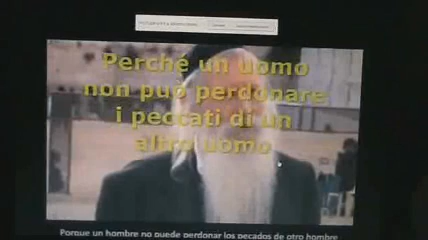 Perchè un uomo
non può perdonare
i peccati di un
altro uomo
Porque un hombre no puede perdonar los pecados de otro hombre